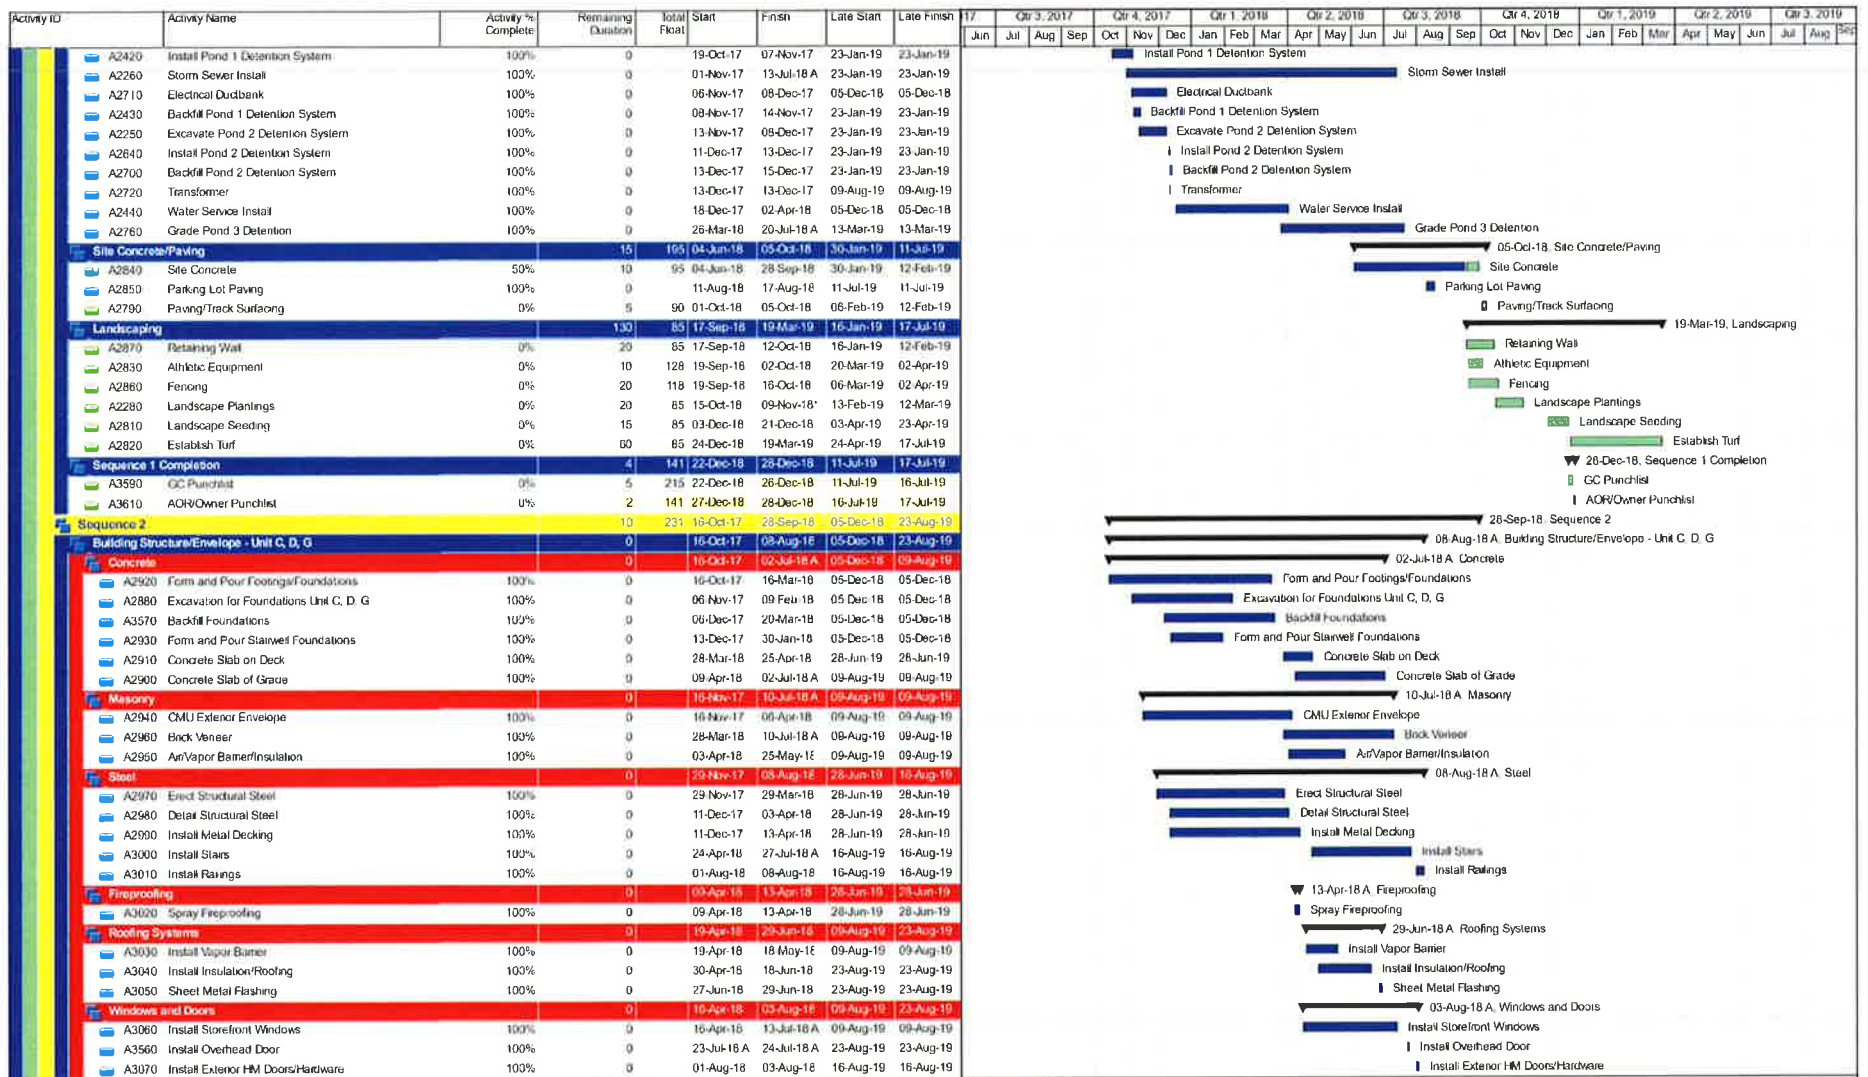 Activity ID Activity Name Activity % Complete Remaining Duration Total Float Start Finish Late Start Late Finish
17. Qtr 3, 2017 Qtr 4, 2017 Qtr 1, 2018 Qtr 2, 2018 Qtr 3, 2018 Qtr 4, 2018 Qtr 1, 2019 Qtr 2, 2019 Qtr 3, 2019
Jun Jul Aug Sep Oct Nov Dec Jan Feb Mar Apr May Jun Jul Aug Sep Oct Nov Dec Jan Feb Mar Apr May Jun Jul Aug Sep
A2420 Install Pond 1 Detention System 100% 0 19-Oct-17 07-Nov-17 23-Jan-19 23-Jan-19 Install Pond 1 Detention System
A2260 Storm Sewer Install 100% 0 01-Nov-17 13-Jul-18 A 23-Jan-19 23-Jan-19 Storm Sewer Install
A2710 Electrical Ductbank 100% 0 06-Nov-17 08-Dec-17 05-Dec-18 05-Dec-18 Electrical Ductbank
A2430 Backfill Pond 1 Detention System 100% 0 08-Nov-17 14-Nov-17 23-Jan-19 23-Jan-19 Backfill Pond 1 Detention System
A2250 Excavate Pond 2 Detention System 100% 0 13-Nov-17 08-Dec-17 23-Jan-19 23-Jan-19 Excavate Pond 2 Detention System
A2640 Install Pond 2 Detention System 100% 0 11-Dec-17 13-Dec-17 23-Jan-19 23-Jan-19 Install Pond 2 Detention System
A2700 Backfill Pond 2 Detention System 100% 0 13-Dec-17 15-Dec-17 23-Jan-19 23-Jan-19 Backfill Pond 2 Detention System
A2720 Transformer 100% 0 13-Dec-17 13-Dec-17 09-Aug-19 09-Aug-19 Transformer
A2440 Water Service Install 100% 0 18-Dec-17 02-Apr-18 05-Dec-18 05-Dec-18 Water Service Install
A2760 Grade Pond 3 Detention 100% 0 26-Mar-18 20-Jul-18 A 13-Mar-19 13-Mar-19 Grade Pond 3 Detention
Site Concrete/Paving 15 195 04-Jun-18 05-Oct-18 30-Jan-19 11-Jul-19 05-Oct-18, Site Concrete/Paving
A2840 Site Concrete 50% 10 95 04-Jun-18 28-Sep-18 30-Jan-19 12-Feb-19 Site Concrete
A2850 Parking Lot Paving 100% 0 11-Aug-18 17-Aug-18 11-Jul-19 11-Jul-19 Parking Lot Paving
A2790 Paving/Track Surfacing 0% 5 90 01-Oct-18 05-Oct-18 06-Feb-19 12-Feb-19 Paving/Track Surfacing
Landscaping 130 85 17-Sep-18 19-Mar-19 16-Jan-19 17-Jul-19 19-Mar-19, Landscaping
A2870 Retaining Wall 0% 20 85 17-Sep-18 12-Oct-18 16-Jan-19 12-Feb-19 Retaining Wall
A2830 Athletic Equipment 0% 10 128 19-Sep-18 02-Oct-18 20-Mar-19 02-Apr-19 Athletic Equipment
A2860 Fencing 0% 20 118 19-Sep-18 16-Oct-18 06-Mar-19 02-Apr-19 Fencing
A2280 Landscape Plantings 0% 20 85 15-Oct-18 09-Nov-18* 13-Feb-19 12-Mar-19 Landscape Plantings
A2810 Landscape Seeding 0% 15 85 03-Dec-18 21-Dec-18 03-Apr-19 23-Apr-19 Landscape Seeding
A2820 Establish Turf 0% 60 85 24-Dec-18 19-Mar-19 24-Apr-19 17-Jul-19 Establish Turf
Sequence 1 Completion 4 141 22-Dec-18 28-Dec-18 11-Jul-19 17-Jul-19 28-Dec-18, Sequence 1 Completion
A3590 GC Punchlist 0% 5 215 22-Dec-18 26-Dec-18 11-Jul-19 16-Jul-19 GC Punchlist
A3610 AOR/Owner Punchlist 0% 2 141 27-Dec-18 28-Dec-18 16-Jul-19 17-Jul-19 AOR/Owner Punchlist
Sequence 2 10 231 16-Oct-17 28-Sep-18 05-Dec-18 23-Aug-19 28-Sep-18, Sequence 2
Building Structure/Envelope - Unit C, D, G 0 16-Oct-17 08-Aug-18 05-Dec-18 23-Aug-19 08-Aug-18 A, Building Structure/Envelope - Unit C, D, G
Concrete 0 16-Oct-17 02-Jul-18 A 05-Dec-18 09-Aug-19 02-Jul-18 A, Concrete
A2920 Form and Pour Footings/Foundations 100% 0 16-Oct-17 16-Mar-18 05-Dec-18 05-Dec-18 Form and Pour Footings/Foundations
A2880 Excavation for Foundations Unit C, D, G 100% 0 06-Nov-17 09-Feb-18 05-Dec-18 05-Dec-18 Excavation for Foundations Unit C, D, G
A3570 Backfill Foundations 100% 0 06-Dec-17 20-Mar-18 05-Dec-18 05-Dec-18 Backfill Foundations
A2930 Form and Pour Stairwell Foundations 100% 0 13-Dec-17 30-Jan-18 05-Dec-18 05-Dec-18 Form and Pour Stairwell Foundations
A2910 Concrete Slab on Deck 100% 0 28-Mar-18 25-Apr-18 28-Jun-19 28-Jun-19 Concrete Slab on Deck
A2900 Concrete Slab of Grade 100% 0 09-Apr-18 02-Jul-18 A 09-Aug-19 09-Aug-19 Concrete Slab of Grade
Masonry 0 16-Nov-17 10-Jul-18 A 09-Aug-19 09-Aug-19 10-Jul-18 A, Masonry
A2940 CMU Exterior Envelope 100% 0 16-Nov-17 06-Apr-18 09-Aug-19 09-Aug-19 CMU Exterior Envelope
A2960 Brick Veneer 100% 0 28-Mar-18 10-Jul-18 A 09-Aug-19 09-Aug-19 Brick Veneer
A2950 Air/Vapor Barrier/Insulation 100% 0 03-Apr-18 25-May-18 09-Aug-19 09-Aug-19 Air/Vapor Barrier/Insulation
Steel 0 29-Nov-17 08-Aug-18 28-Jun-19 16-Aug-19 08-Aug-18 A, Steel
A2970 Erect Structural Steel 100% 0 29-Nov-17 29-Mar-18 28-Jun-19 28-Jun-19 Erect Structural Steel
A2980 Detail Structural Steel 100% 0 11-Dec-17 03-Apr-18 28-Jun-19 28-Jun-19 Detail Structural Steel
A2990 Install Metal Decking 100% 0 11-Dec-17 13-Apr-18 28-Jun-19 28-Jun-19 Install Metal Decking
A3000 Install Stairs 100% 0 24-Apr-18 27-Jul-18 A 16-Aug-19 16-Aug-19 Install Stairs
A3010 Install Railings 100% 0 01-Aug-18 08-Aug-18 16-Aug-19 16-Aug-19 Install Railings
Fireproofing 0 09-Apr-18 13-Apr-18 28-Jun-19 28-Jun-19 13-Apr-18 A, Fireproofing
A3020 Spray Fireproofing 100% 0 09-Apr-18 13-Apr-18 28-Jun-19 28-Jun-19 Spray Fireproofing
Roofing Systems 0 19-Apr-18 29-Jun-18 09-Aug-19 23-Aug-19 29-Jun-18 A, Roofing Systems
A3030 Install Vapor Barrier 100% 0 19-Apr-18 18-May-18 09-Aug-19 09-Aug-19 Install Vapor Barrier
A3040 Install Insulation/Roofing 100% 0 30-Apr-18 18-Jun-18 23-Aug-19 23-Aug-19 Install Insulation/Roofing
A3050 Sheet Metal Flashing 100% 0 27-Jun-18 29-Jun-18 23-Aug-19 23-Aug-19 Sheet Metal Flashing
Windows and Doors 0 16-Apr-18 03-Aug-18 09-Aug-19 23-Aug-19 03-Aug-18 A, Windows and Doors
A3060 Install Storefront Windows 100% 0 16-Apr-18 13-Jul-18 A 09-Aug-19 09-Aug-19 Install Storefront Windows
A3560 Install Overhead Door 100% 0 23-Jul-18 A 24-Jul-18 A 23-Aug-19 23-Aug-19 Install Overhead Door
A3070 Install Exterior HM Doors/Hardware 100% 0 01-Aug-18 03-Aug-18 16-Aug-19 16-Aug-19 Install Exterior HM Doors/Hardware